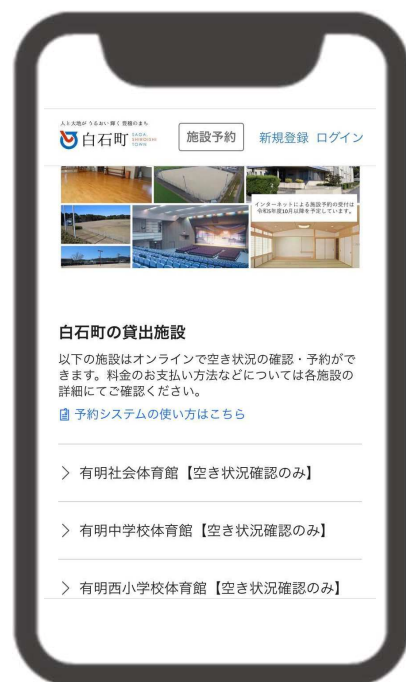 人と大地が うるおい輝く 豊穣のまち
白石町 SAGA SHIROISHI TOWN
施設予約
新規登録 ログイン
インターネットによる施設予約の受付は
令和5年度10月以降を予定しています。
白石町の貸出施設
以下の施設はオンラインで空き状況の確認・予約がで
きます。料金のお支払い方法などについては各施設の
詳細にてご確認ください。
予約システムの使い方はこちら
有明社会体育館【空き状況確認のみ】
有明中学校体育館【空き状況確認のみ】
有明西小学校体育館【空き状況確認のみ】